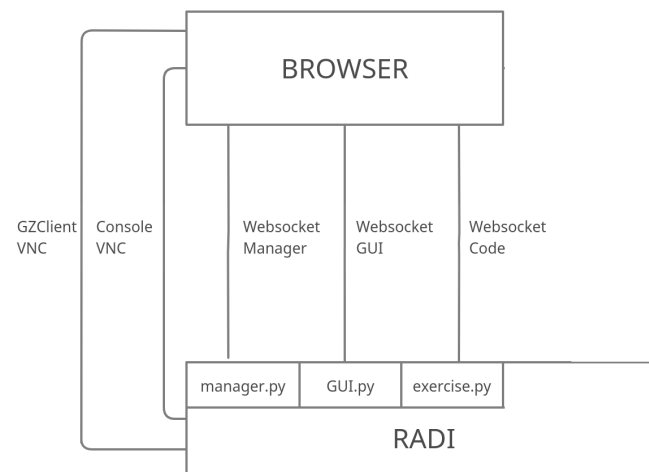 BROWSER
GZClient
VNC
Console
VNC
Websocket
Manager
Websocket
GUI
Websocket
Code
manager.py
GUI.py
exercise.py
RADI